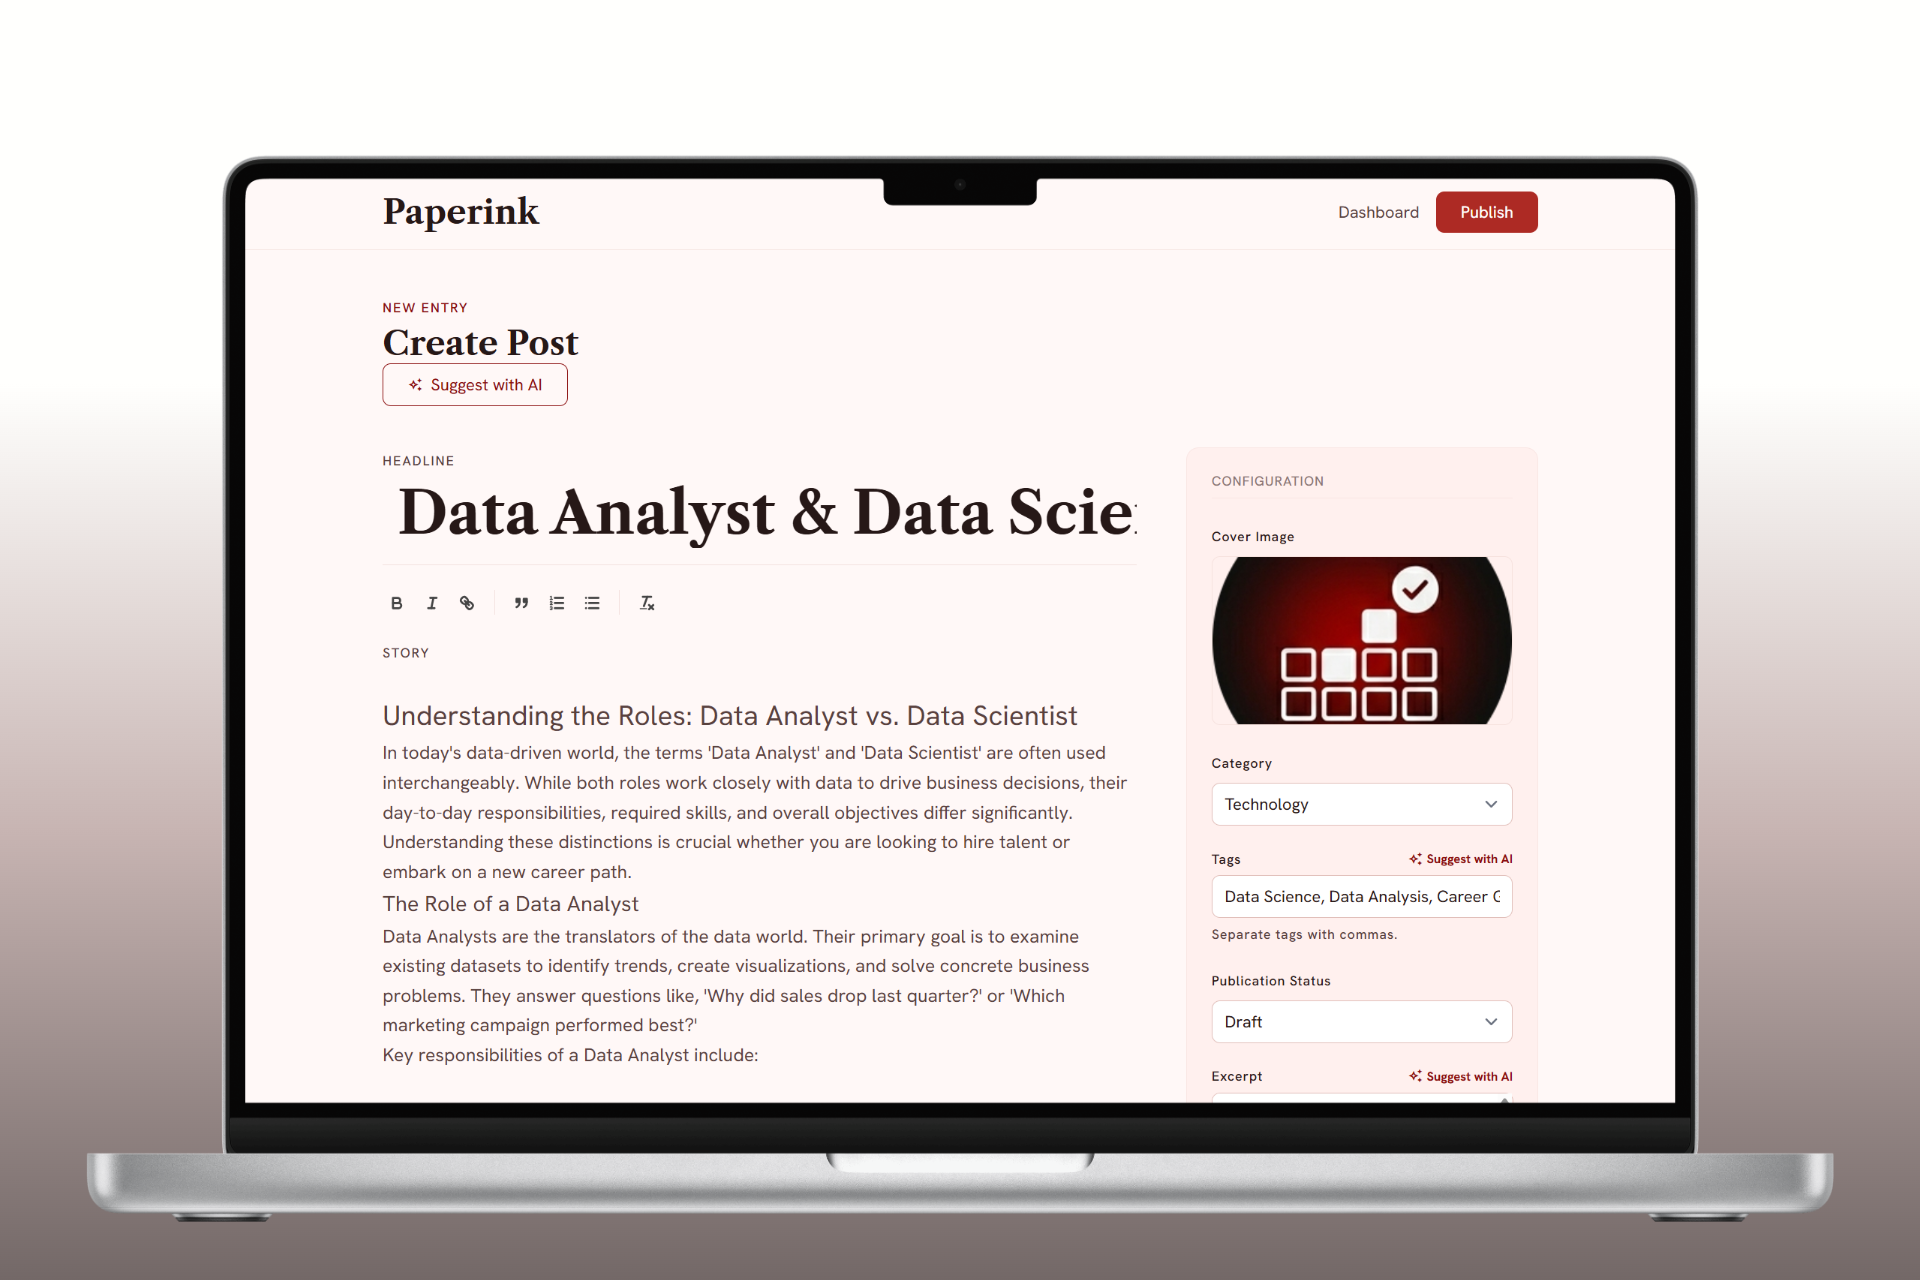 Paperink
Dashboard
Publish
NEW ENTRY
Create Post
Suggest with AI
HEADLINE
Data Analyst & Data
B I
STORY
Understanding the Roles: Data Analyst vs. Data Scientist
In today's data-driven world, the terms 'Data Analyst' and 'Data Scientist' are often used
interchangeably. While both roles work closely with data to drive business decisions, their
day-to-day responsibilities, required skills, and overall objectives differ significantly.
Understanding these distinctions is crucial whether you are looking to hire talent or
embark on a new career path.
The Role of a Data Analyst
Data Analysts are the translators of the data world. Their primary goal is to examine
existing datasets to identify trends, create visualizations, and solve concrete business
problems. They answer questions like, 'Why did sales drop last quarter?' or 'Which
marketing campaign performed best?'
Key responsibilities of a Data Analyst include:
CONFIGURATION
Cover Image
Category
Technology
Tags
Suggest with AI
Data Science, Data Analysis, Career
Separate tags with commas.
Publication Status
Draft
Excerpt
Suggest with AI